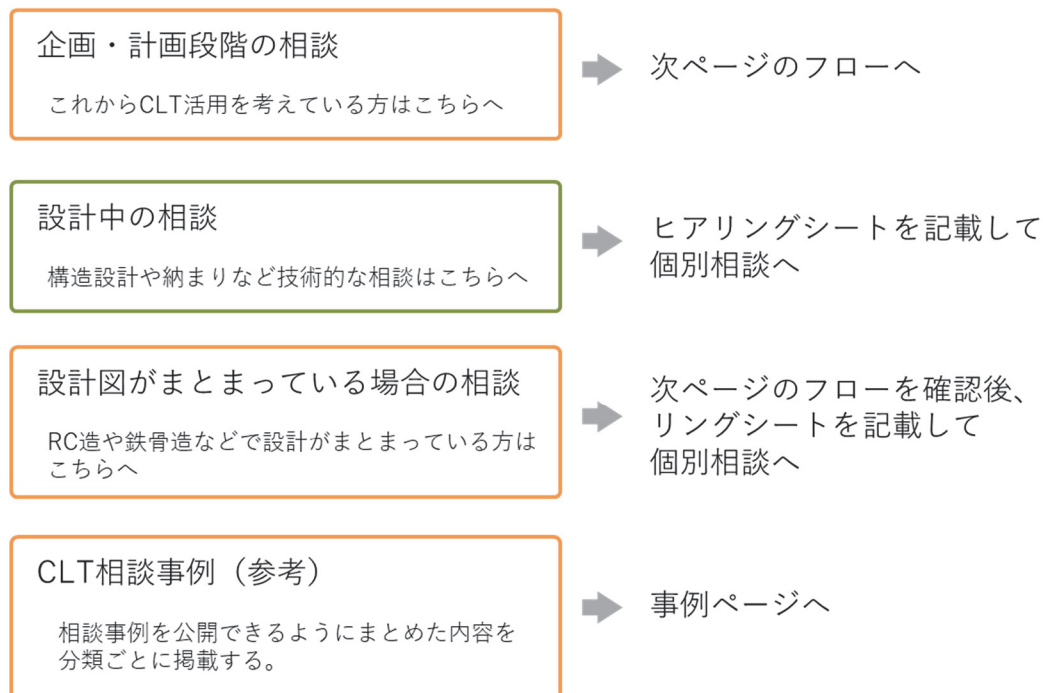 企画・計画段階の相談
これからCLT活用を考えている方はこちらへ
次ページのフローへ
設計中の相談
構造設計や納まりなど技術的な相談はこちらへ
ヒアリングシートを記載して
個別相談へ
設計図がまとまっている場合の相談
RC造や鉄骨造などで設計がまとまっている方は
こちらへ
次ページのフローを確認後、
リングシートを記載して
個別相談へ
CLT相談事例（参考）
相談事例を公開できるようにまとめた内容を
分類ごとに掲載する。
事例ページへ